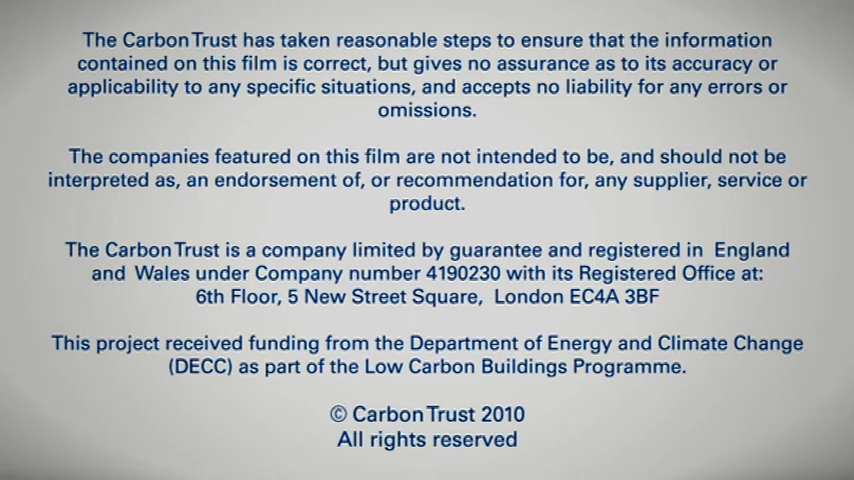 The Carbon Trust has taken reasonable steps to ensure that the information
contained on this film is correct, but gives no assurance as to its accuracy or
applicability to any specific situations, and accepts no liability for any errors or
omissions.
The companies featured on this film are not intended to be, and should not be
interpreted as, an endorsement of, or recommendation for, any supplier, service or
product.
The Carbon Trust is a company limited by guarantee and registered in England
and Wales under Company number 4190230 with its Registered Office at:
6th Floor, 5 New Street Square, London EC4A 3BF
This project received funding from the Department of Energy and Climate Change
(DECC) as part of the Low Carbon Buildings Programme.
© Carbon Trust 2010
All rights reserved